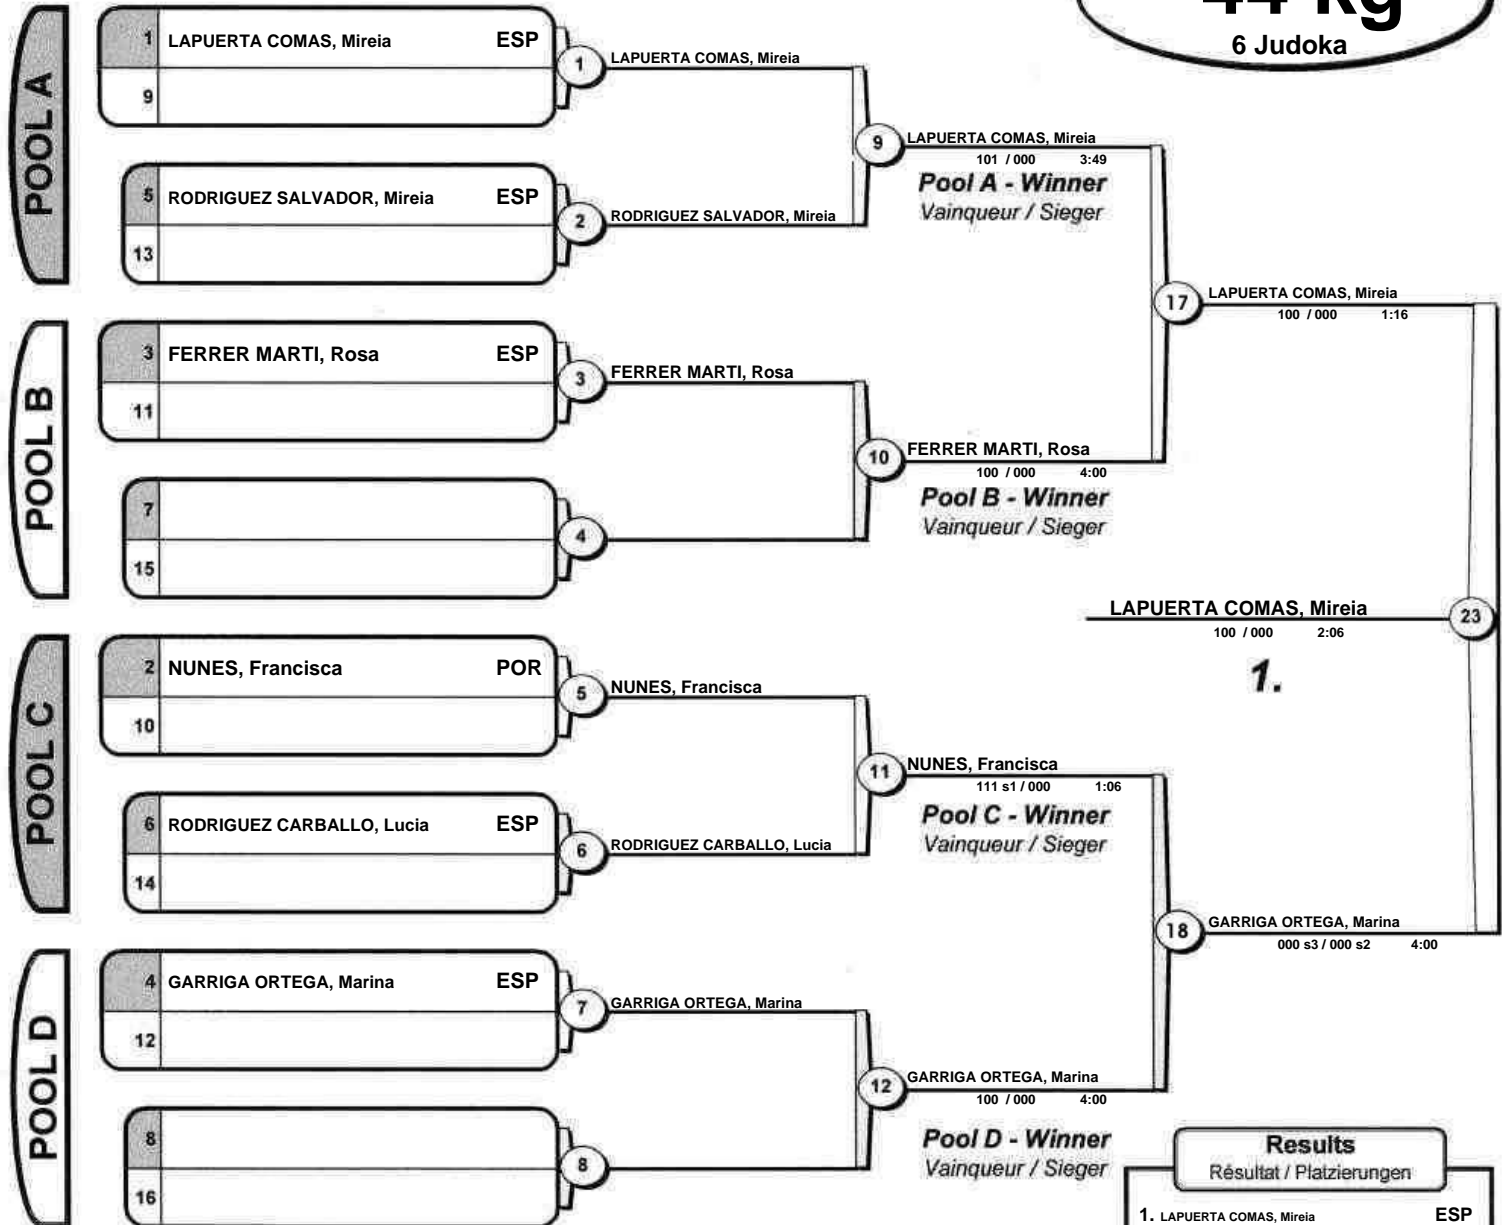 44 kg
6 Judoka
POOL A
1 LAPUERTA COMAS, Mireia ESP
9
1
LAPUERTA COMAS, Mireia
5 RODRIGUEZ SALVADOR, Mireia ESP
13
2
RODRIGUEZ SALVADOR, Mireia
9
LAPUERTA COMAS, Mireia
101 / 000 3:49
Pool A - Winner
Vainqueur / Sieger
POOL B
3 FERRER MARTI, Rosa ESP
11
3
FERRER MARTI, Rosa
7
15
4
10
FERRER MARTI, Rosa
100 / 000 4:00
Pool B - Winner
Vainqueur / Sieger
17
LAPUERTA COMAS, Mireia
100 / 000 1:16
LAPUERTA COMAS, Mireia
100 / 000 2:06
23
1.
POOL C
2 NUNES, Francisca POR
10
5
NUNES, Francisca
6 RODRIGUEZ CARBALLO, Lucia ESP
14
6
RODRIGUEZ CARBALLO, Lucia
11
NUNES, Francisca
111 s1 / 000 1:06
Pool C - Winner
Vainqueur / Sieger
18
GARRIGA ORTEGA, Marina
000 s3 / 000 s2 4:00
POOL D
4 GARRIGA ORTEGA, Marina ESP
12
7
GARRIGA ORTEGA, Marina
8
16
8
12
GARRIGA ORTEGA, Marina
100 / 000 4:00
Pool D - Winner
Vainqueur / Sieger
Results
Résultat / Platzierungen
1. LAPUERTA COMAS, Mireia ESP